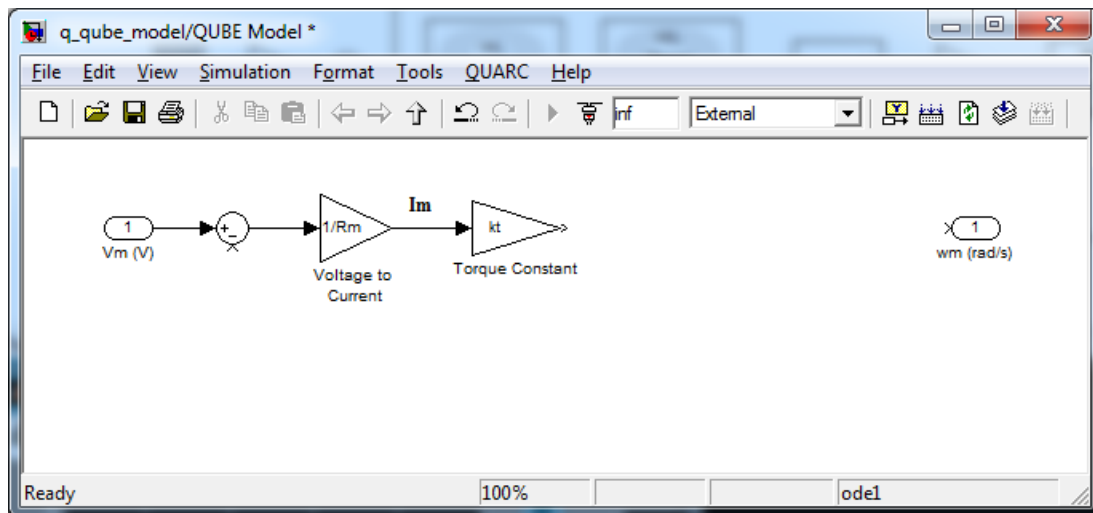 q_qube_model/QUBE Model *
File Edit View Simulation Format Tools QUARC Help
inf External
Im
1 1/Rm kt 1
Vm (V) wm (rad/s)
Voltage to
Current
Torque Constant
Ready 100% ode1